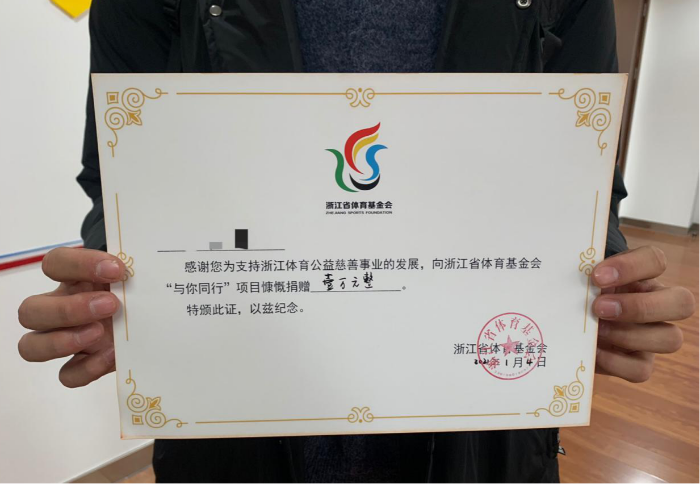 浙江省体育基金会
ZHEJIANG SPORTS FOUNDATION
感谢您为支持浙江体育公益慈善事业的发展，向浙江省体育基金会
“与你同行”项目慷慨捐赠壹万元整。
特颁此证，以兹纪念。
浙江省体育基金会
年1月4日